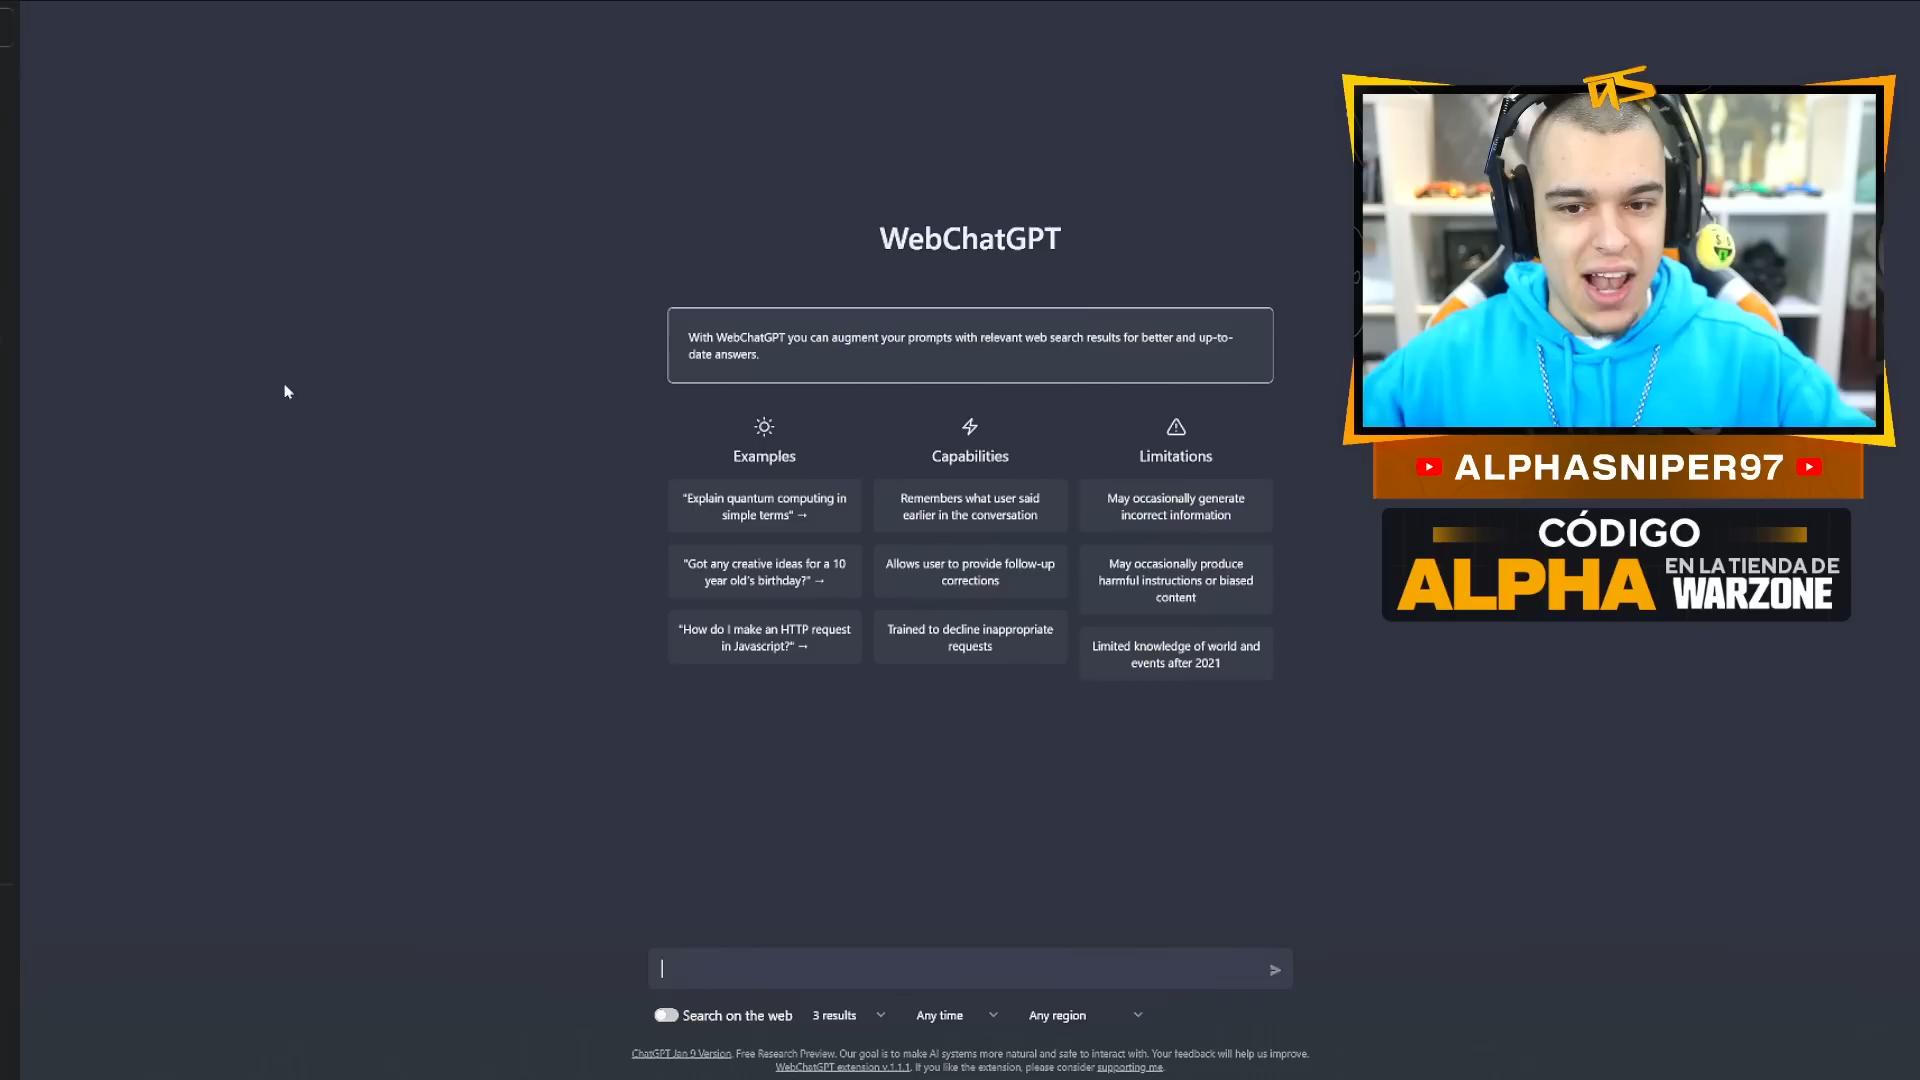 WebChatGPT
With WebChatGPT you can augment your prompts with relevant web search results for better and up-to-
date answers.
Examples
"Explain quantum computing in
simple terms" →
"Got any creative ideas for a 10
year old's birthday?" →
"How do I make an HTTP request
in Javascript?" →
Capabilities
Remembers what user said
earlier in the conversation
Allows user to provide follow-up
corrections
Trained to decline inappropriate
requests
Limitations
May occasionally generate
incorrect information
May occasionally produce
harmful instructions or biased
content
Limited knowledge of world and
events after 2021
Search on the web
3 results
Any time
Any region
ChatGPT Jan 9 Version. Free Research Preview. Our goal is to make AI systems more natural and safe to interact with. Your feedback will help us improve.
WebChatGPT extension v.1.1.1. If you like the extension, please consider supporting me.
ALPHASNIPER97
CÓDIGO
ALPHA
EN LA TIENDA DE
WARZONE